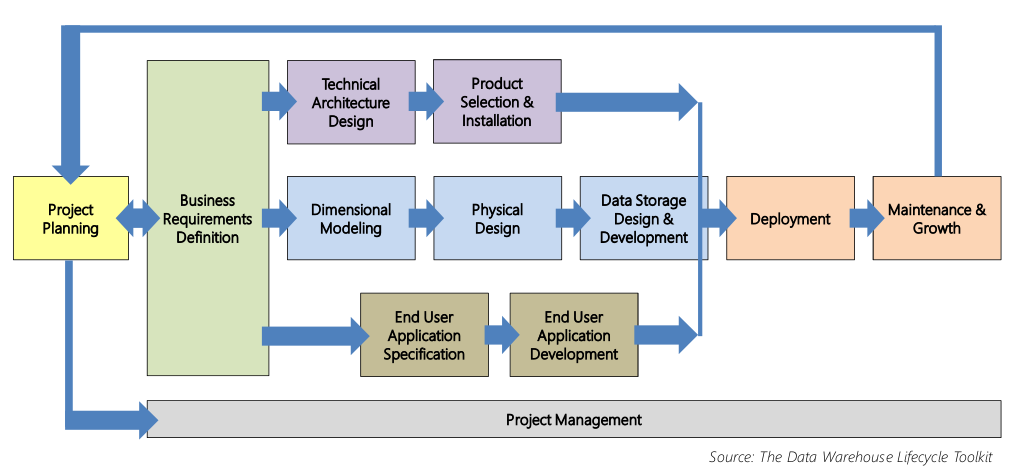 Technical
Architecture
Design
Product
Selection &
Installation
Project
Planning
Business
Requirements
Definition
Dimensional
Modeling
Physical
Design
Data Storage
Design &
Development
Deployment
Maintenance &
Growth
End User
Application
Specification
End User
Application
Development
Project Management
Source: The Data Warehouse Lifecycle Toolkit